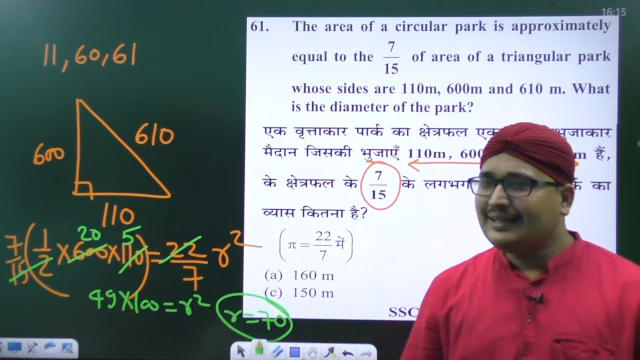 16:15
61. The area of a circular park is approximately
equal to the 7/15 of area of a triangular park
whose sides are 110m, 600m and 610 m. What
is the diameter of the park?
एक वृत्ताकार पार्क का क्षेत्रफल एक
मैदान जिसकी भुजाएँ 110m, 600 m हैं,
के क्षेत्रफल के 7/15 के लगभग का
व्यास कितना है?
(π = 22/7 में)
(a) 160 m
(c) 150 m
SSC
11, 60, 61
600
610
110
7/15 (1/2 × 600 × 110) = 22/7 r²
20 5
49 × 100 = r²
r = 70